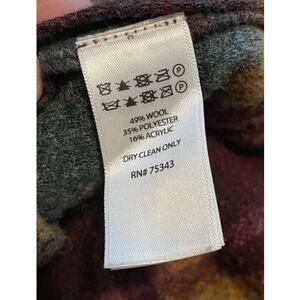 49% WOOL
35% POLYESTER
16% ACRYLIC
DRY CLEAN ONLY
RN# 75343